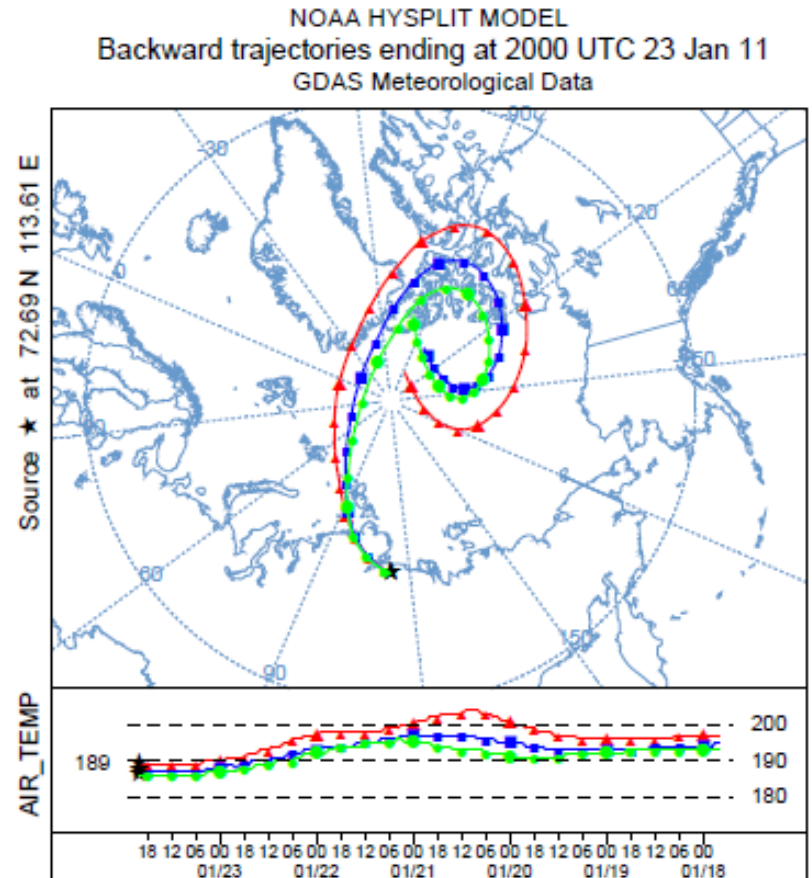 NOAA HYSPLIT MODEL
Backward trajectories ending at 2000 UTC 23 Jan 11
GDAS Meteorological Data
Source ★ at 72.69 N 113.61 E
-90
-30
120
0
60
150
60
90
150
AIR_TEMP
189
200
190
180
18 12 06 00 18 12 06 00 18 12 06 00 18 12 06 00 18 12 06 00 18 12 06 00
01/23 01/22 01/21 01/20 01/19 01/18